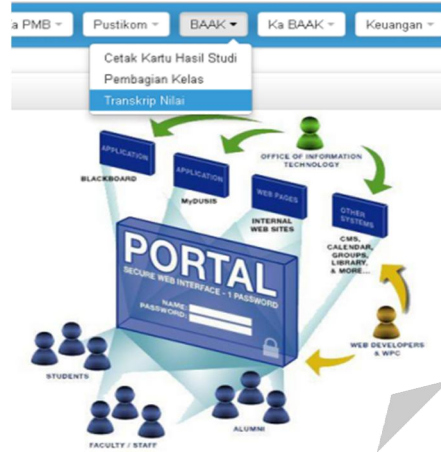 a PMB
Pustikom
BAAK
Ka BAAK
Keuangan
Cetak Kartu Hasil Studi
Pembagian Kelas
Transkrip Nilai
APPLICATION
BLACKBOARD
APPLICATION
MyDUSIS
OFFICE OF INFORMATION
TECHNOLOGY
WEB PAGES
INTERNAL
WEB SITES
OTHER
SYSTEMS
CMS,
CALENDAR,
GROUPS,
LIBRARY,
& MORE...
PORTAL
SECURE WEB INTERFACE - 1 PASSWORD
NAME:
PASSWORD:
WEB DEVELOPERS
& WPC
STUDENTS
FACULTY / STAFF
ALUMNI